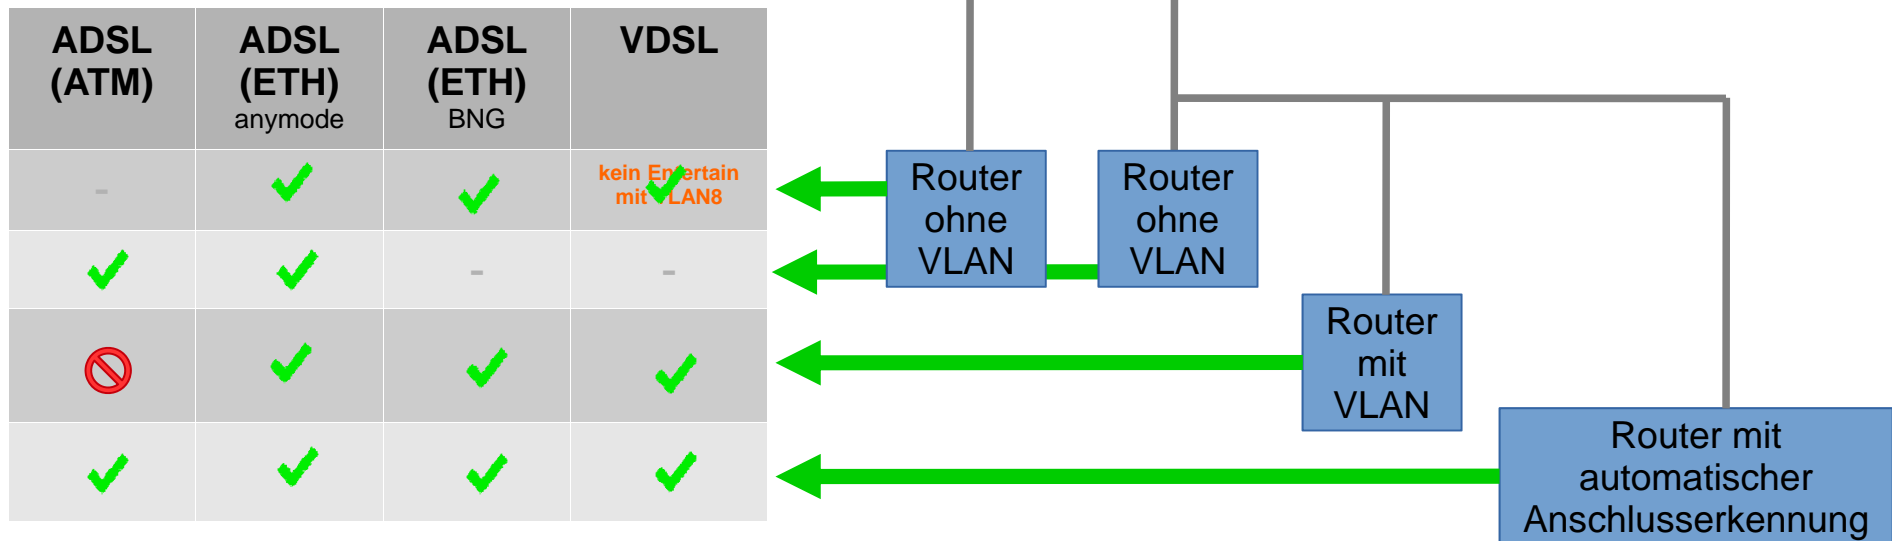 ADSL
(ATM)
ADSL
(ETH)
anymode
ADSL
(ETH)
BNG
VDSL
-
kein Entertain
mit VLAN8
-
-
Router
ohne
VLAN
Router
ohne
VLAN
Router
mit
VLAN
Router mit
automatischer
Anschlusserkennung